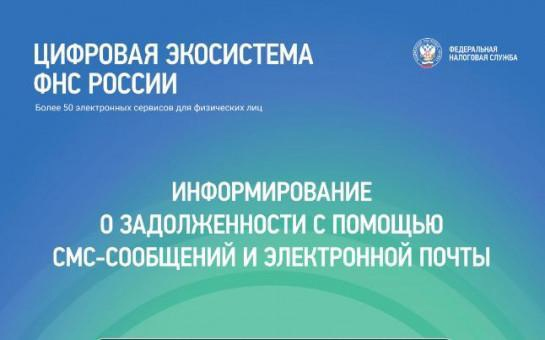 ЦИФРОВАЯ ЭКОСИСТЕМА
ФНС РОССИИ
Более 50 электронных сервисов для физических лиц
ФЕДЕРАЛЬНАЯ
НАЛОГОВАЯ СЛУЖБА
ИНФОРМИРОВАНИЕ
О ЗАДОЛЖЕННОСТИ С ПОМОЩЬЮ
СМС-СООБЩЕНИЙ И ЭЛЕКТРОННОЙ ПОЧТЫ